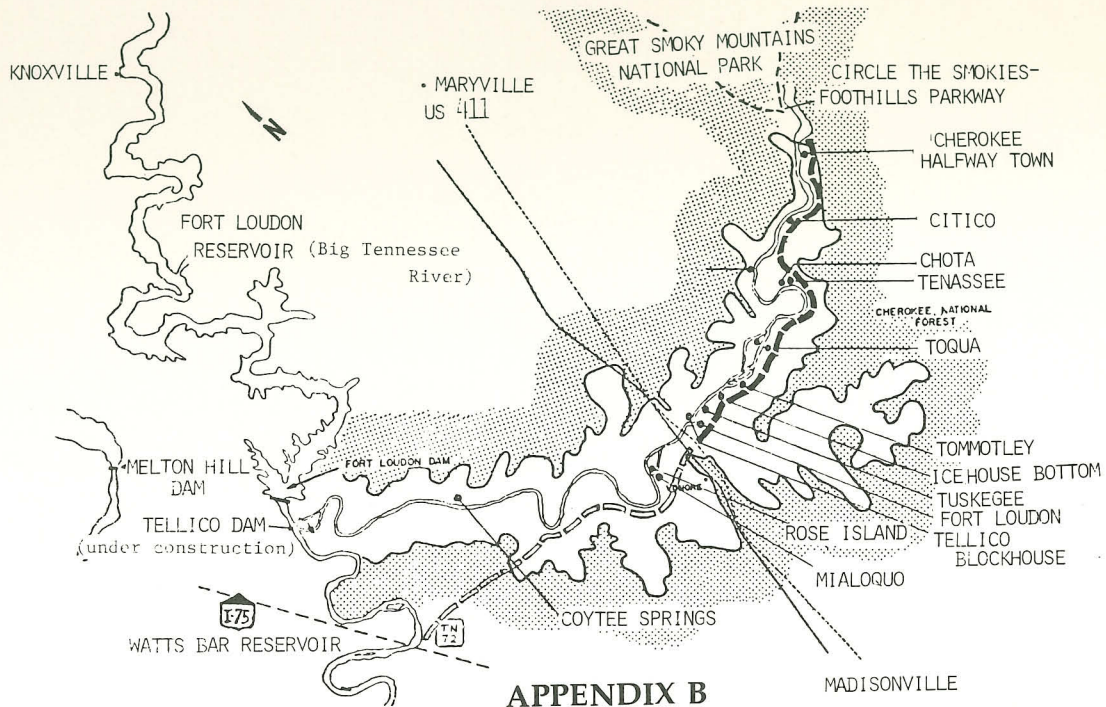 GREAT SMOKY MOUNTAINS
NATIONAL PARK
KNOXVILLE
MARYVILLE
US 411
CIRCLE THE SMOKIES-
FOOTHILLS PARKWAY
N
CHEROKEE
HALFWAY TOWN
CITICO
FORT LOUDON
RESERVOIR (Big Tennessee
River)
CHOTA
TENASSEE
CHEROKEE NATIONAL
FOREST
TOQUA
MELTON HILL
DAM
FORT LOUDON DAM
TELLICO DAM
(under construction)
TOMMOTLEY
ICEHOUSE BOTTOM
TUSKEGEE
FORT LOUDON
TELLICO
BLOCKHOUSE
ROSE ISLAND
MIALOQUO
COYTEE SPRINGS
I-75
TN
72
WATTS BAR RESERVOIR
MADISONVILLE
APPENDIX B